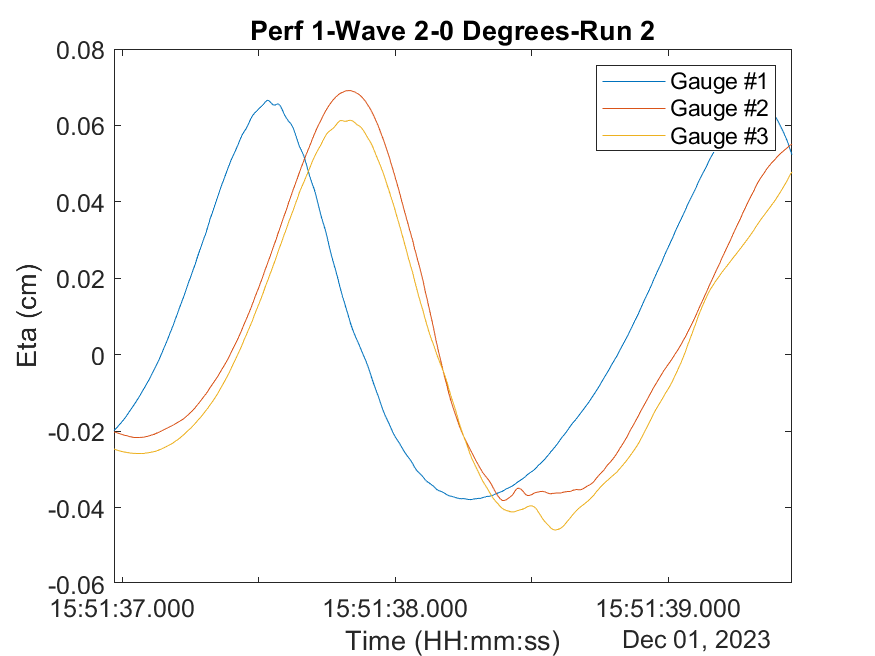 Perf 1-Wave 2-0 Degrees-Run 2
Gauge #1
Gauge #2
Gauge #3
Eta (cm)
0.08
0.06
0.04
0.02
0
-0.02
-0.04
-0.06
15:51:37.000 15:51:38.000 15:51:39.000
Time (HH:mm:ss)
Dec 01, 2023